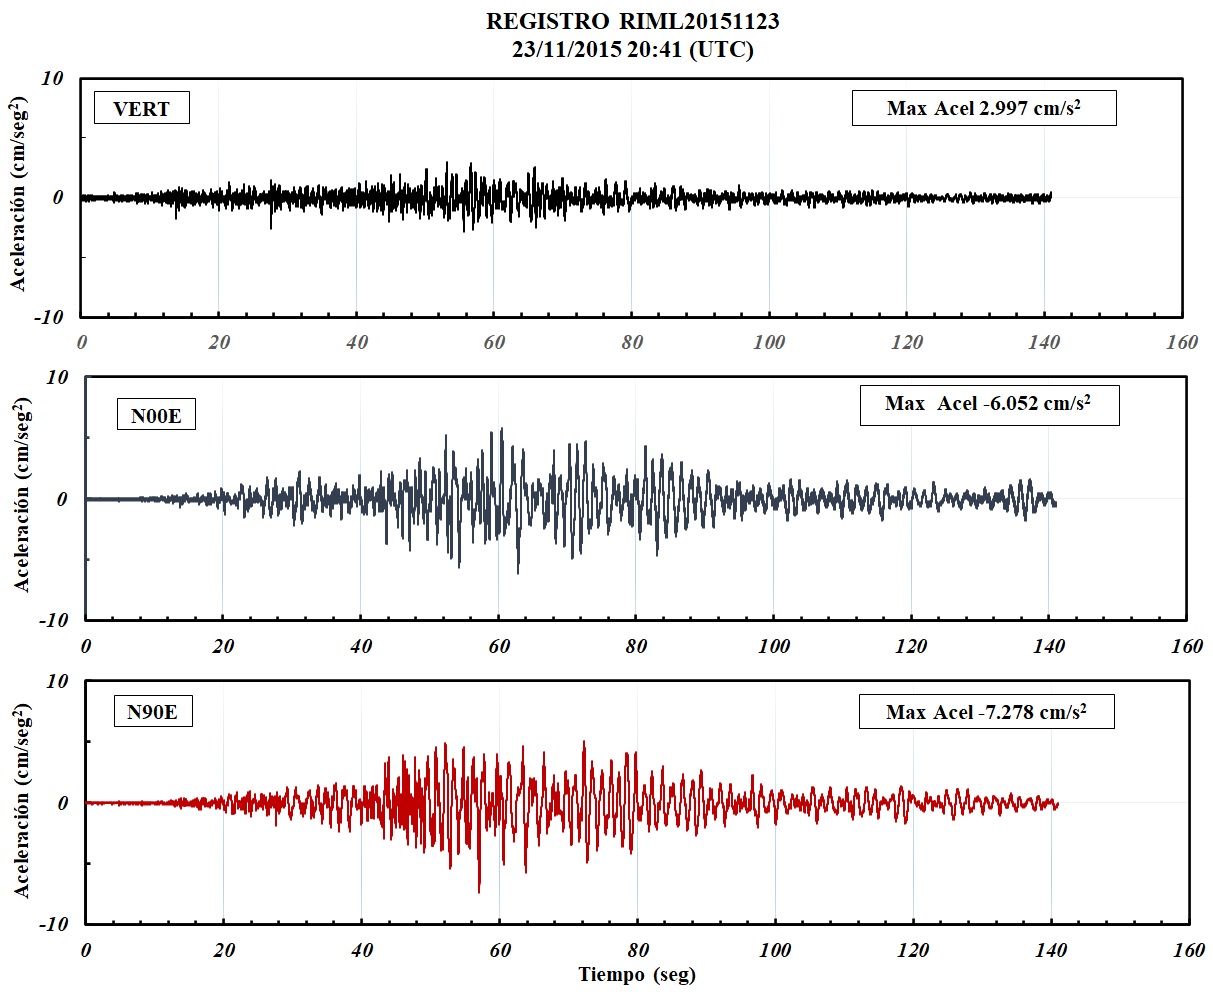 REGISTRO RIML20151123
23/11/2015 20:41 (UTC)
10
VERT
Max Acel 2.997 cm/s²
Aceleración (cm/seg²)
0
-10
0 20 40 60 80 100 120 140 160
10
N00E
Max Acel -6.052 cm/s²
Aceleración (cm/seg²)
0
-10
0 20 40 60 80 100 120 140 160
10
N90E
Max Acel -7.278 cm/s²
Aceleración (cm/seg²)
0
-10
0 20 40 60 80 100 120 140 160
Tiempo (seg)